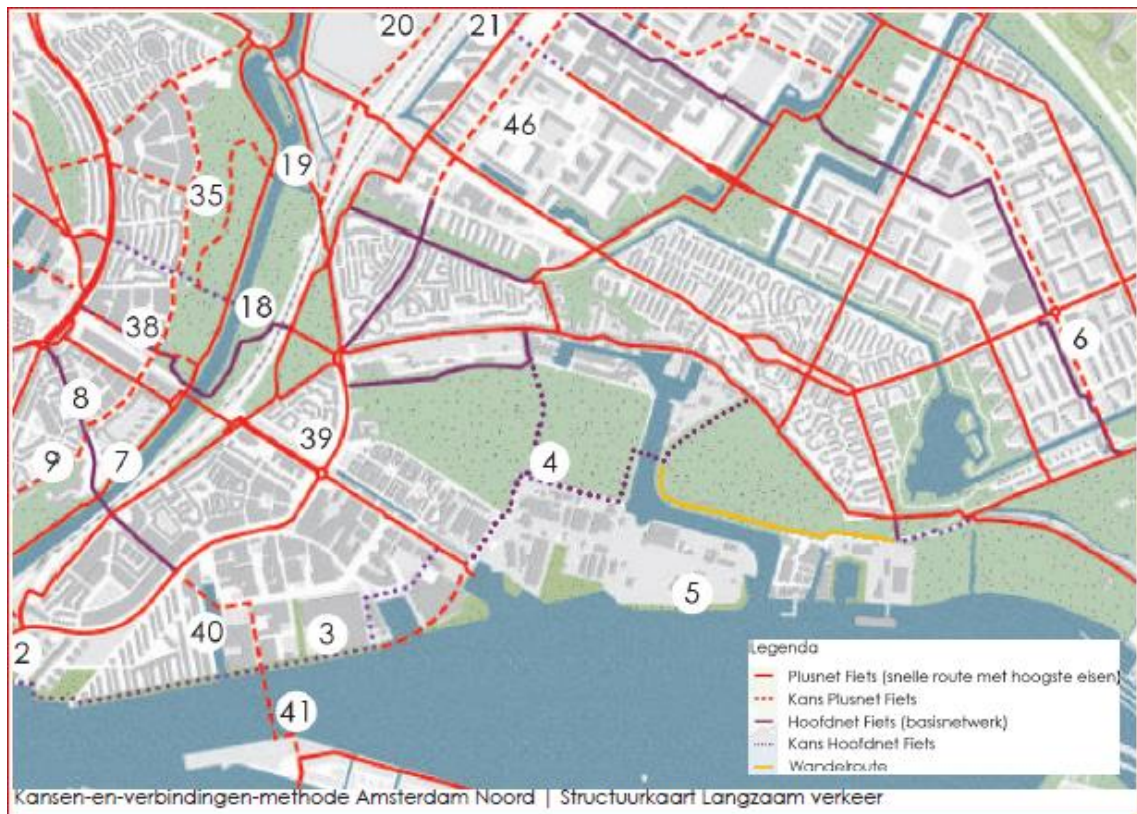 20
21
46
19
35
18
38
6
8
39
4
9
7
5
40
3
2
41
Legenda
Plusnet Fiets (snelle route met hoogste eisen)
Kans Plusnet Fiets
Hoofdnet Fiets (basisnetwerk)
Kans Hoofdnet Fiets
Wandelroute
Kansen-en-verbindingen-methode Amsterdam Noord | Structuurkaart Langzaam verkeer